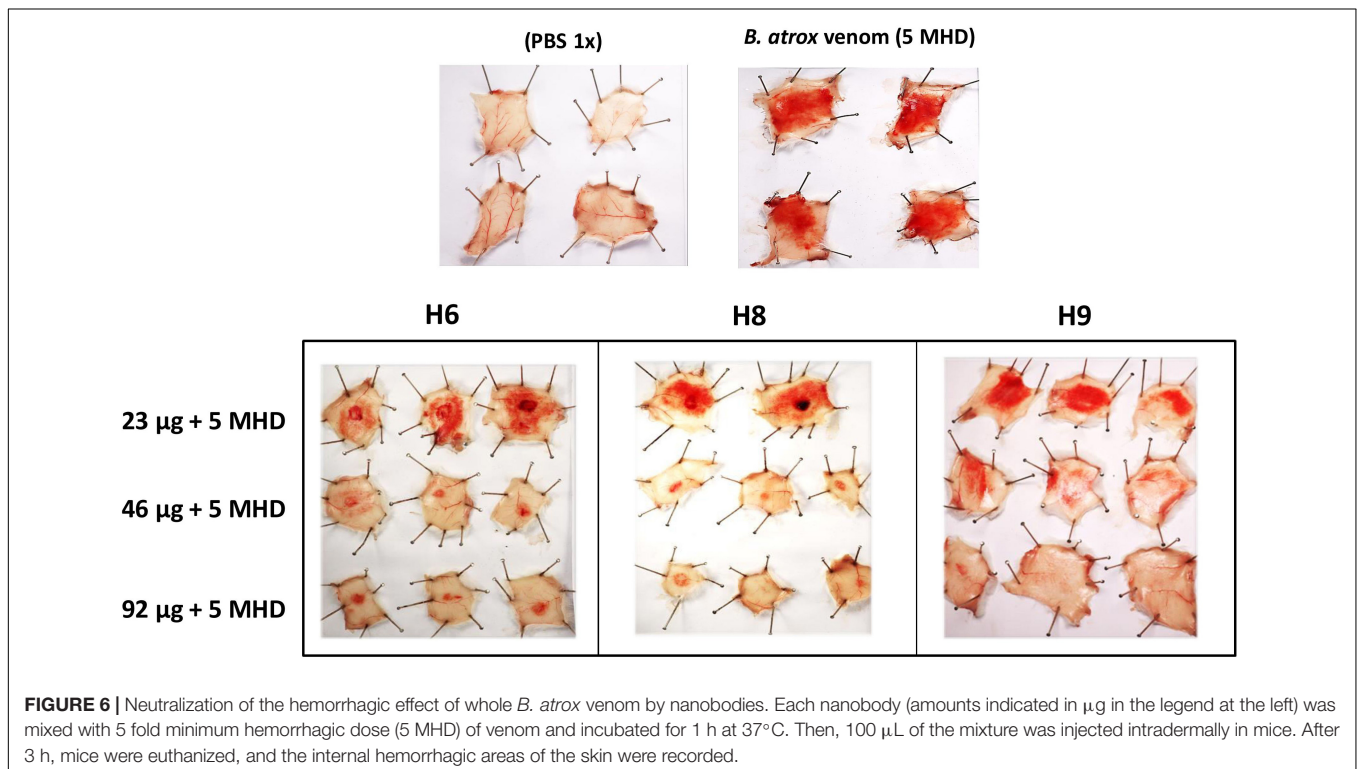 (PBS 1x)
B. atrox venom (5 MHD)
H6
H8
H9
23 µg + 5 MHD
46 µg + 5 MHD
92 µg + 5 MHD
FIGURE 6 | Neutralization of the hemorrhagic effect of whole B. atrox venom by nanobodies. Each nanobody (amounts indicated in µg in the legend at the left) was
mixed with 5 fold minimum hemorrhagic dose (5 MHD) of venom and incubated for 1 h at 37°C. Then, 100 µL of the mixture was injected intradermally in mice. After
3 h, mice were euthanized, and the internal hemorrhagic areas of the skin were recorded.